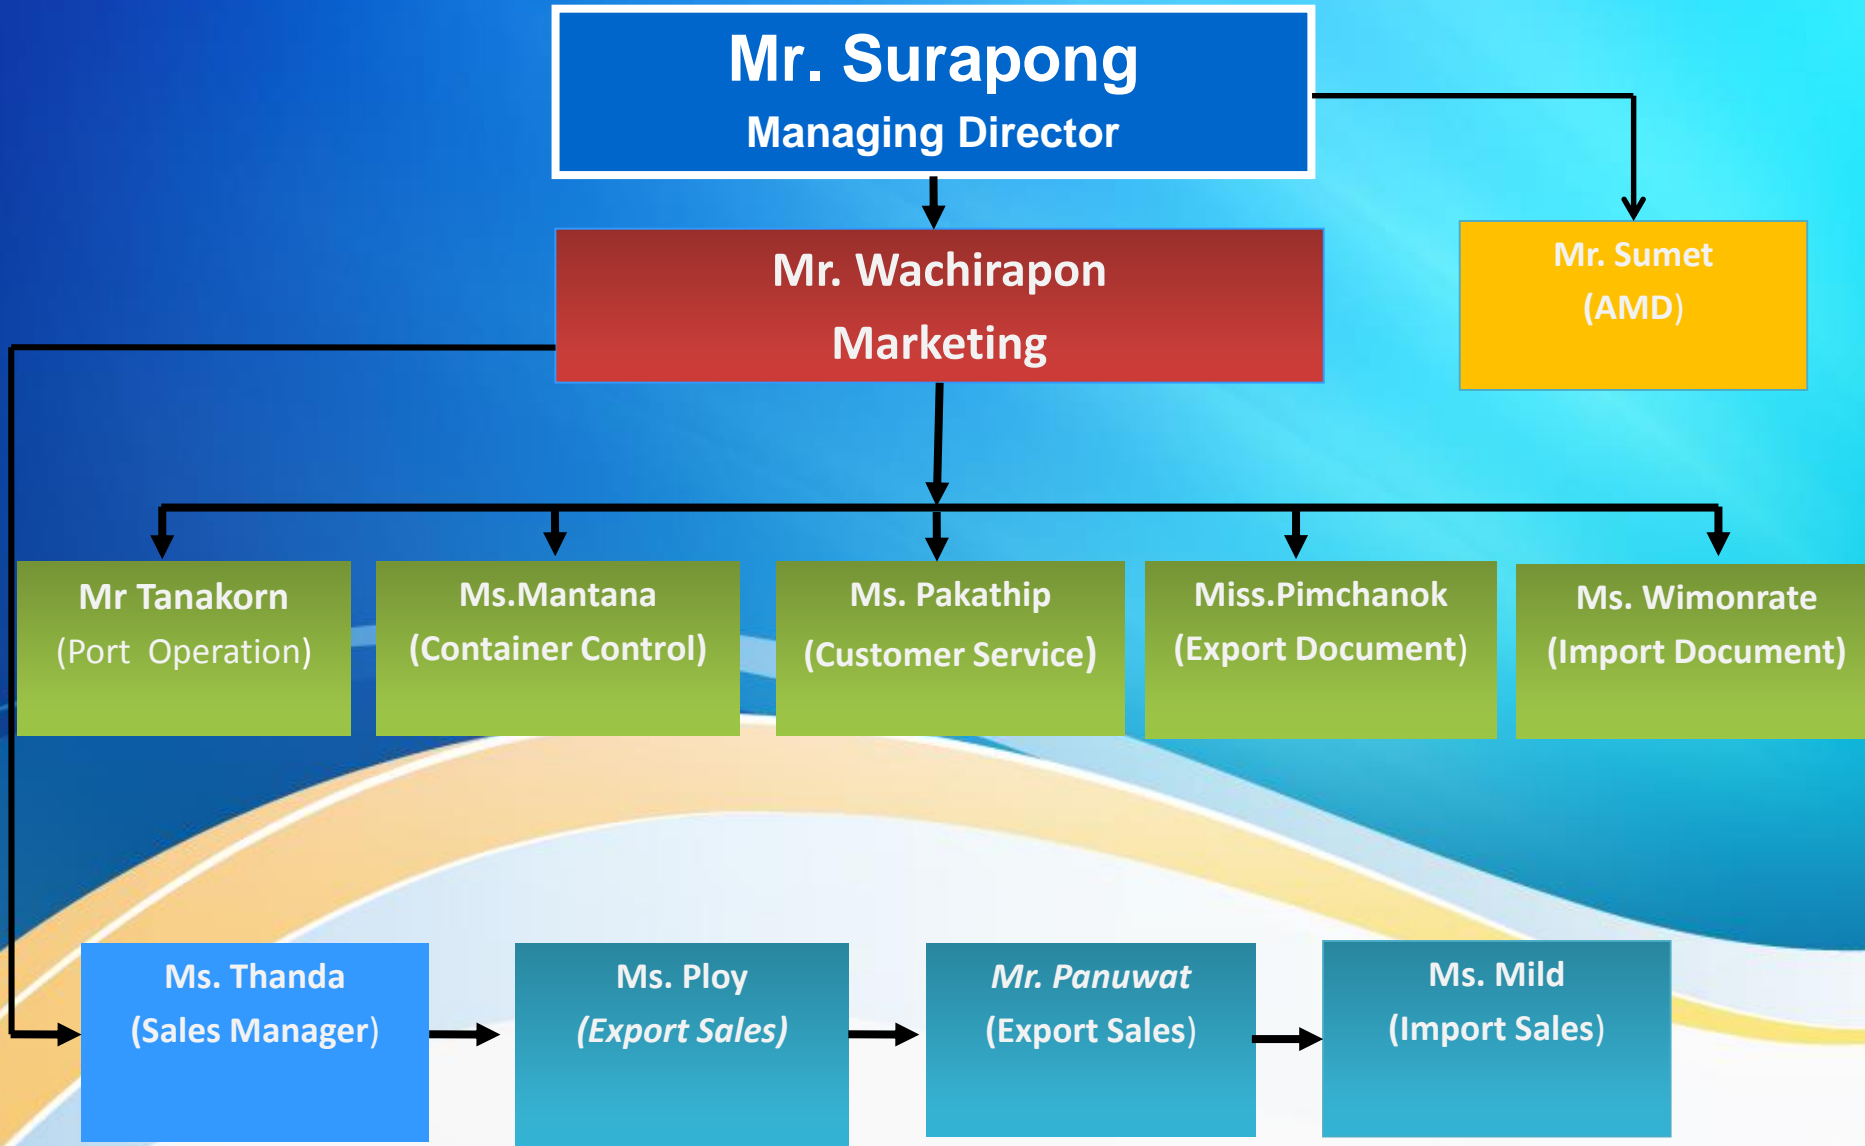 Mr. Surapong
Managing Director
Mr. Wachirapon
Marketing
Mr. Sumet
(AMD)
Mr Tanakorn
(Port  Operation)
Ms.Mantana
(Container Control)
Ms. Pakathip
(Customer Service)
Miss.Pimchanok
(Export Document)
Ms. Wimonrate
(Import Document)
Ms. Thanda
(Sales Manager)
Ms. Ploy
(Export Sales)
Mr. Panuwat
(Export Sales)
Ms. Mild
(Import Sales)